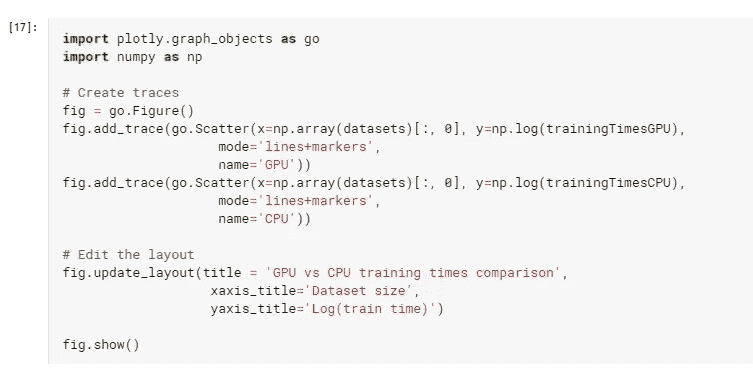 [17]:
import plotly.graph_objects as go
import numpy as np
# Create traces
fig = go.Figure()
fig.add_trace(go.Scatter(x=np.array(datasets)[:, 0], y=np.log(trainingTimesGPU),
mode='lines+markers',
name='GPU'))
fig.add_trace(go.Scatter(x=np.array(datasets)[:, 0], y=np.log(trainingTimesCPU),
mode='lines+markers',
name='CPU'))
# Edit the layout
fig.update_layout(title = 'GPU vs CPU training times comparison',
xaxis_title='Dataset size',
yaxis_title='Log(train time)')
fig.show()